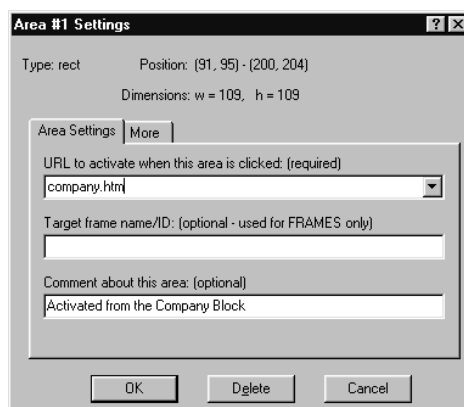 Area #1 Settings
Type: rect Position: (91, 95) - (200, 204)
Dimensions: w = 109, h = 109
Area Settings More
URL to activate when this area is clicked: (required)
company.htm
Target frame name/ID: (optional - used for FRAMES only)
Comment about this area: (optional)
Activated from the Company Block
OK Delete Cancel